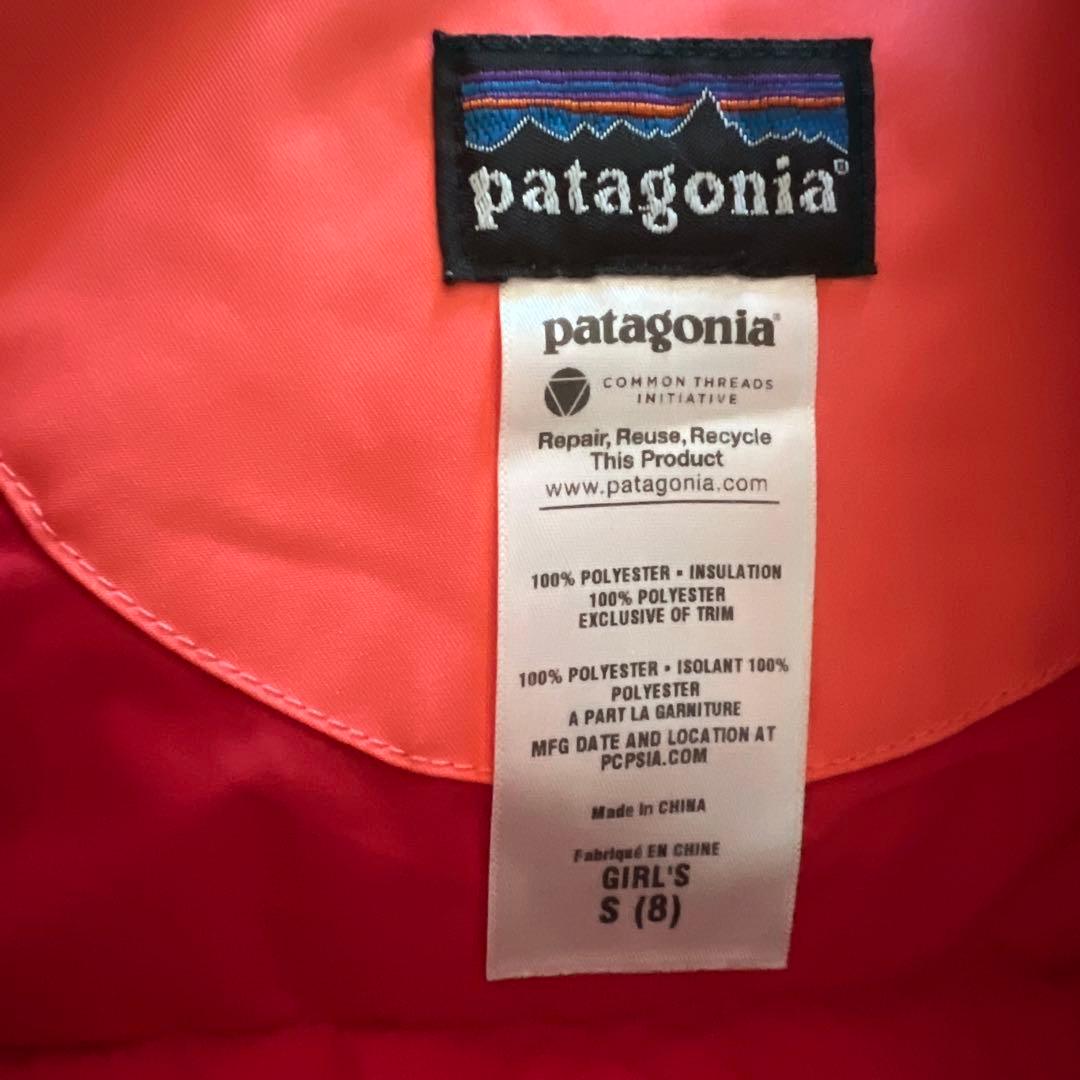 patagonia®
patagonia®
COMMON THREADS
INITIATIVE
Repair, Reuse, Recycle
This Product
www.patagonia.com
100% POLYESTER • INSULATION
100% POLYESTER
EXCLUSIVE OF TRIM
100% POLYESTER • ISOLANT 100%
POLYESTER
A PART LA GARNITURE
MFG DATE AND LOCATION AT
PCPSIA.COM
Made in CHINA
Fabriqué EN CHINE
GIRL'S
S (8)